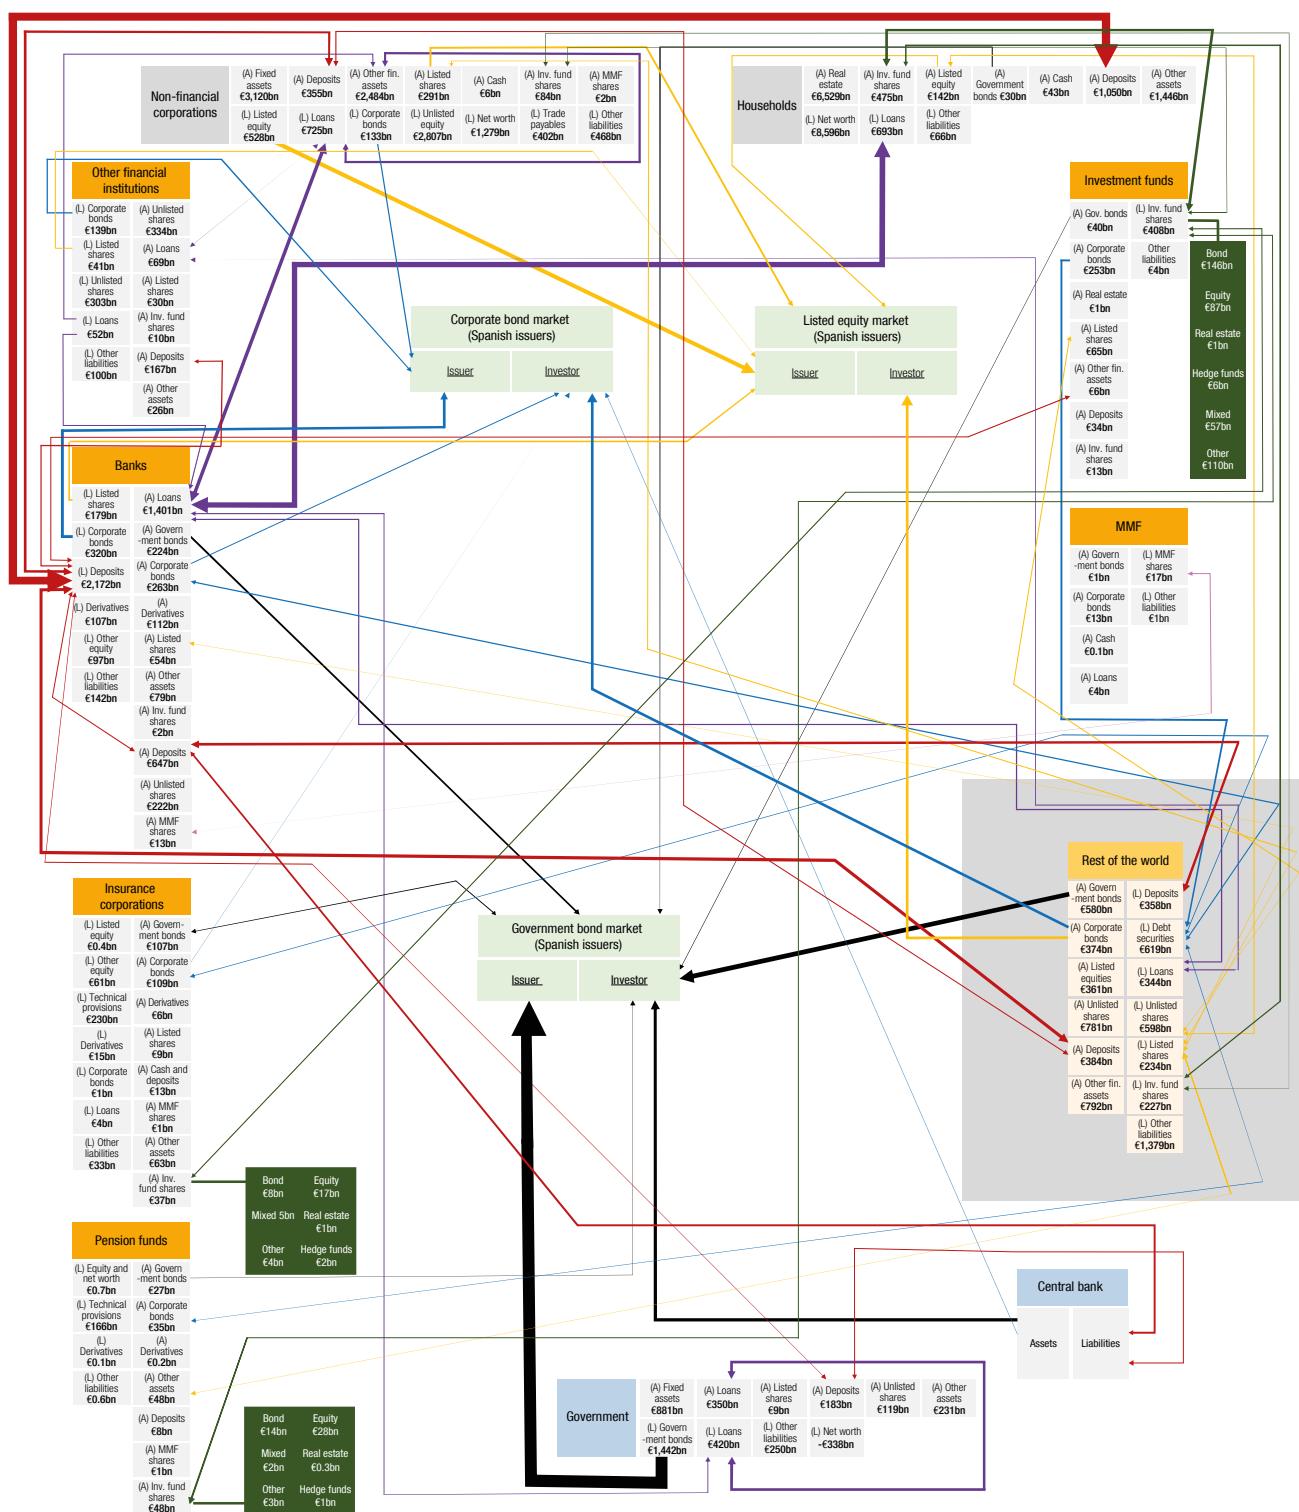 Non-financial
corporations
(A) Fixed
assets
€3,120bn
(A) Deposits
€355bn
(A) Other fin.
assets
€2,484bn
(A) Listed
shares
€291bn
(A) Cash
€6bn
(A) Inv. fund
shares
€84bn
(A) MMF
shares
€2bn
(L) Listed
equity
€528bn
(L) Loans
€725bn
(L) Corporate
bonds
€133bn
(L) Unlisted
equity
€2,807bn
(L) Net worth
€1,279bn
(L) Trade
payables
€402bn
(L) Other
liabilities
€468bn
Households
(A) Real
estate
€6,529bn
(A) Inv. fund
shares
€475bn
(A) Listed
equity
€142bn
(A)
Government
bonds €30bn
(A) Cash
€43bn
(A) Deposits
€1,050bn
(A) Other
assets
€1,446bn
(L) Net worth
€8,596bn
(L) Loans
€693bn
(L) Other
liabilities
€66bn
Other financial
institutions
(L) Corporate
bonds
€139bn
(A) Unlisted
shares
€334bn
(L) Listed
shares
€41bn
(A) Loans
€69bn
(L) Unlisted
shares
€303bn
(A) Listed
shares
€30bn
(L) Loans
€52bn
(A) Inv. fund
shares
€10bn
(L) Other
liabilities
€100bn
(A) Deposits
€167bn
(A) Other
assets
€26bn
Investment funds
(A) Gov. bonds
€40bn
(L) Inv. fund
shares
€408bn
(A) Corporate
bonds
€253bn
Other
liabilities
€4bn
(A) Real estate
€1bn
(A) Listed
shares
€65bn
(A) Other fin.
assets
€6bn
(A) Deposits
€34bn
(A) Inv. fund
shares
€13bn
Bond
€146bn
Equity
€87bn
Real estate
€1bn
Hedge funds
€6bn
Mixed
€57bn
Other
€110bn
Corporate bond market
(Spanish issuers)
Issuer
Investor
Listed equity market
(Spanish issuers)
Issuer
Investor
Banks
(L) Listed
shares
€179bn
(A) Loans
€1,401bn
(L) Corporate
bonds
€320bn
(A) Govern
-ment bonds
€224bn
(L) Deposits
€2,172bn
(A) Corporate
bonds
€263bn
(L) Derivatives
€107bn
(A)
Derivatives
€112bn
(L) Other
equity
€97bn
(A) Listed
shares
€54bn
(L) Other
liabilities
€142bn
(A) Other
assets
€79bn
(A) Inv. fund
shares
€2bn
(A) Deposits
€647bn
(A) Unlisted
shares
€222bn
(A) MMF
shares
€13bn
MMF
(A) Govern
-ment bonds
€1bn
(L) MMF
shares
€17bn
(A) Corporate
bonds
€13bn
(L) Other
liabilities
€1bn
(A) Cash
€0.1bn
(A) Loans
€4bn
Rest of the world
(A) Govern
-ment bonds
€580bn
(L) Deposits
€358bn
(A) Corporate
bonds
€374bn
(L) Debt
securities
€619bn
(A) Listed
equities
€361bn
(L) Loans
€344bn
(A) Unlisted
shares
€781bn
(L) Unlisted
shares
€598bn
(A) Deposits
€384bn
(L) Listed
shares
€234bn
(A) Other fin.
assets
€792bn
(L) Inv. fund
shares
€227bn
(L) Other
liabilities
€1,379bn
Insurance
corporations
(L) Listed
equity
€0.4bn
(A) Govern-
ment bonds
€107bn
(L) Other
equity
€61bn
(A) Corporate
bonds
€109bn
(L) Technical
provisions
€230bn
(A) Derivatives
€6bn
(L)
Derivatives
€15bn
(A) Listed
shares
€9bn
(L) Corporate
bonds
€1bn
(A) Cash and
deposits
€13bn
(L) Loans
€4bn
(A) MMF
shares
€1bn
(L) Other
liabilities
€33bn
(A) Other
assets
€63bn
(A) Inv.
fund shares
€37bn
Bond
€8bn
Equity
€17bn
Mixed 5bn
Real estate
€1bn
Other
€4bn
Hedge funds
€2bn
Government bond market
(Spanish issuers)
Issuer
Investor
Pension funds
(L) Equity and
net worth
€0.7bn
(A) Govern
-ment bonds
€27bn
(L) Technical
provisions
€166bn
(A) Corporate
bonds
€35bn
(L)
Derivatives
€0.1bn
(A)
Derivatives
€0.2bn
(L) Other
liabilities
€0.6bn
(A) Other
assets
€48bn
(A) Deposits
€8bn
(A) MMF
shares
€1bn
(A) Inv. fund
shares
€48bn
Bond
€14bn
Equity
€28bn
Mixed
€2bn
Real estate
€0.3bn
Other
€3bn
Hedge funds
€1bn
Central bank
Assets
Liabilities
Government
(A) Fixed
assets
€881bn
(A) Loans
€350bn
(A) Listed
shares
€9bn
(A) Deposits
€183bn
(A) Unlisted
shares
€119bn
(A) Other
assets
€231bn
(L) Govern
-ment bonds
€1,442bn
(L) Loans
€420bn
(L) Other
liabilities
€250bn
(L) Net worth
-€338bn